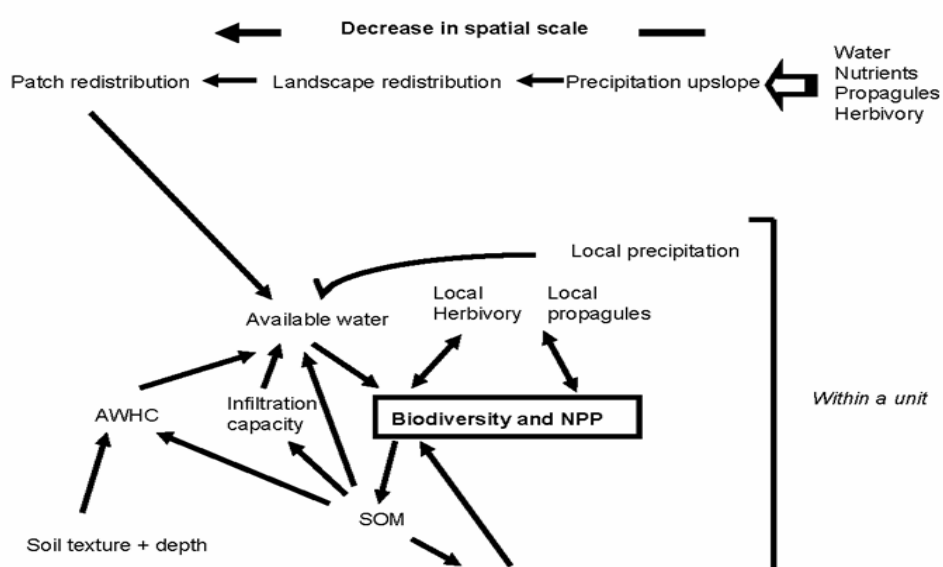 Decrease in spatial scale
Patch redistribution
Landscape redistribution
Precipitation upslope
Water
Nutrients
Propagules
Herbivory
Local precipitation
Local
Herbivory
Local
propagules
Available water
Within a unit
AWHC
Infiltration
capacity
Biodiversity and NPP
SOM
Soil texture + depth